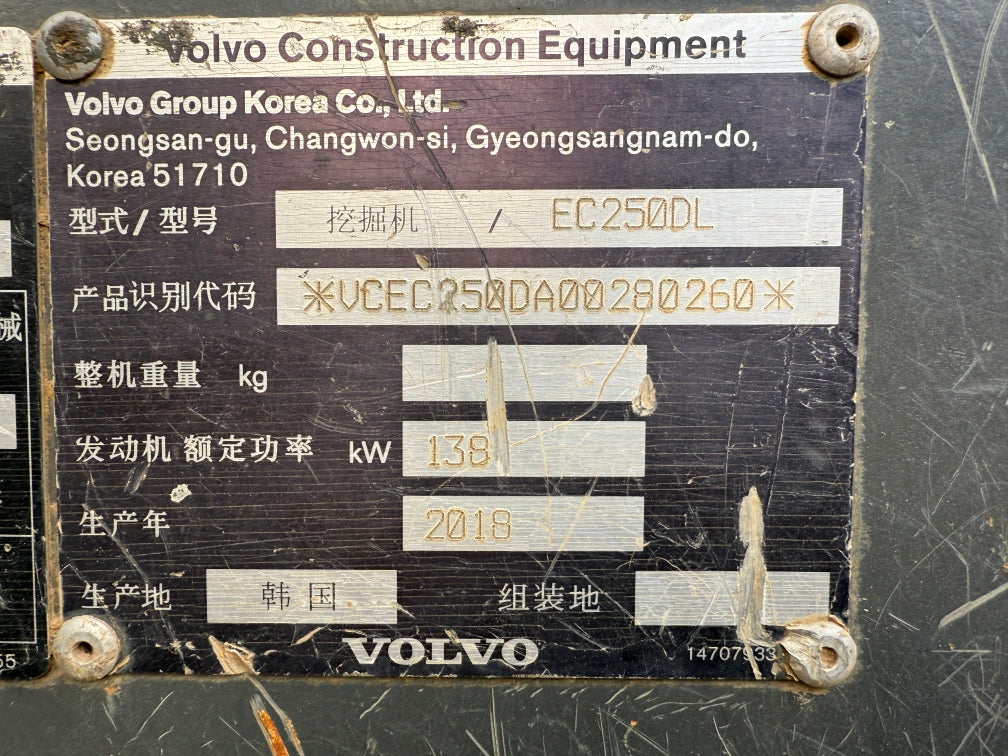 Volvo Construction Equipment
Volvo Group Korea Co., Ltd.
Seongsan-gu, Changwon-si, Gyeongsangnam-do,
Korea 51710
型式 / 型号 挖掘机 / EC250DL
产品识别代码 *VCEC250DA00280260*
整机重量 kg
发动机 额定功率 kW 138
生产年 2018
生产地 韩国 组装地
VOLVO
14707933
械
55